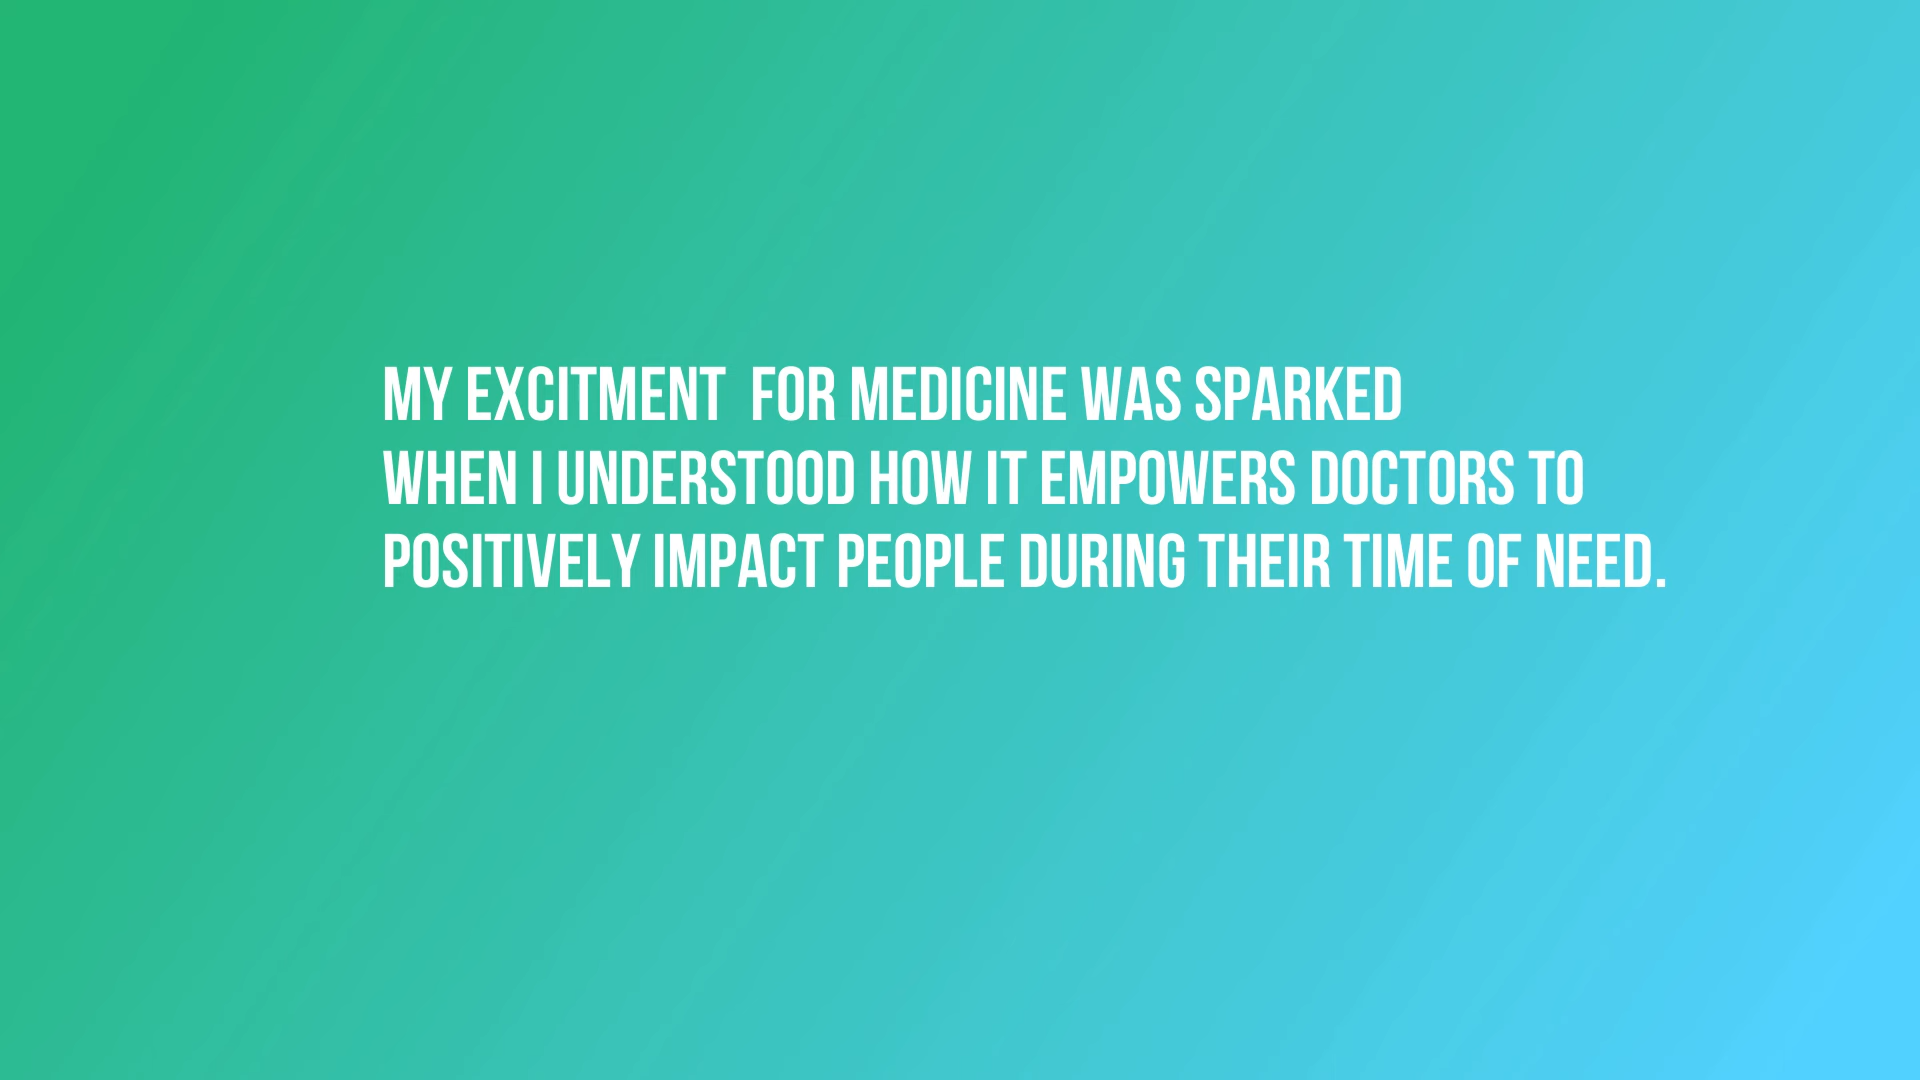 MY EXCITMENT  FOR MEDICINE WAS SPARKED
WHEN I UNDERSTOOD HOW IT EMPOWERS DOCTORS TO
POSITIVELY IMPACT PEOPLE DURING THEIR TIME OF NEED.